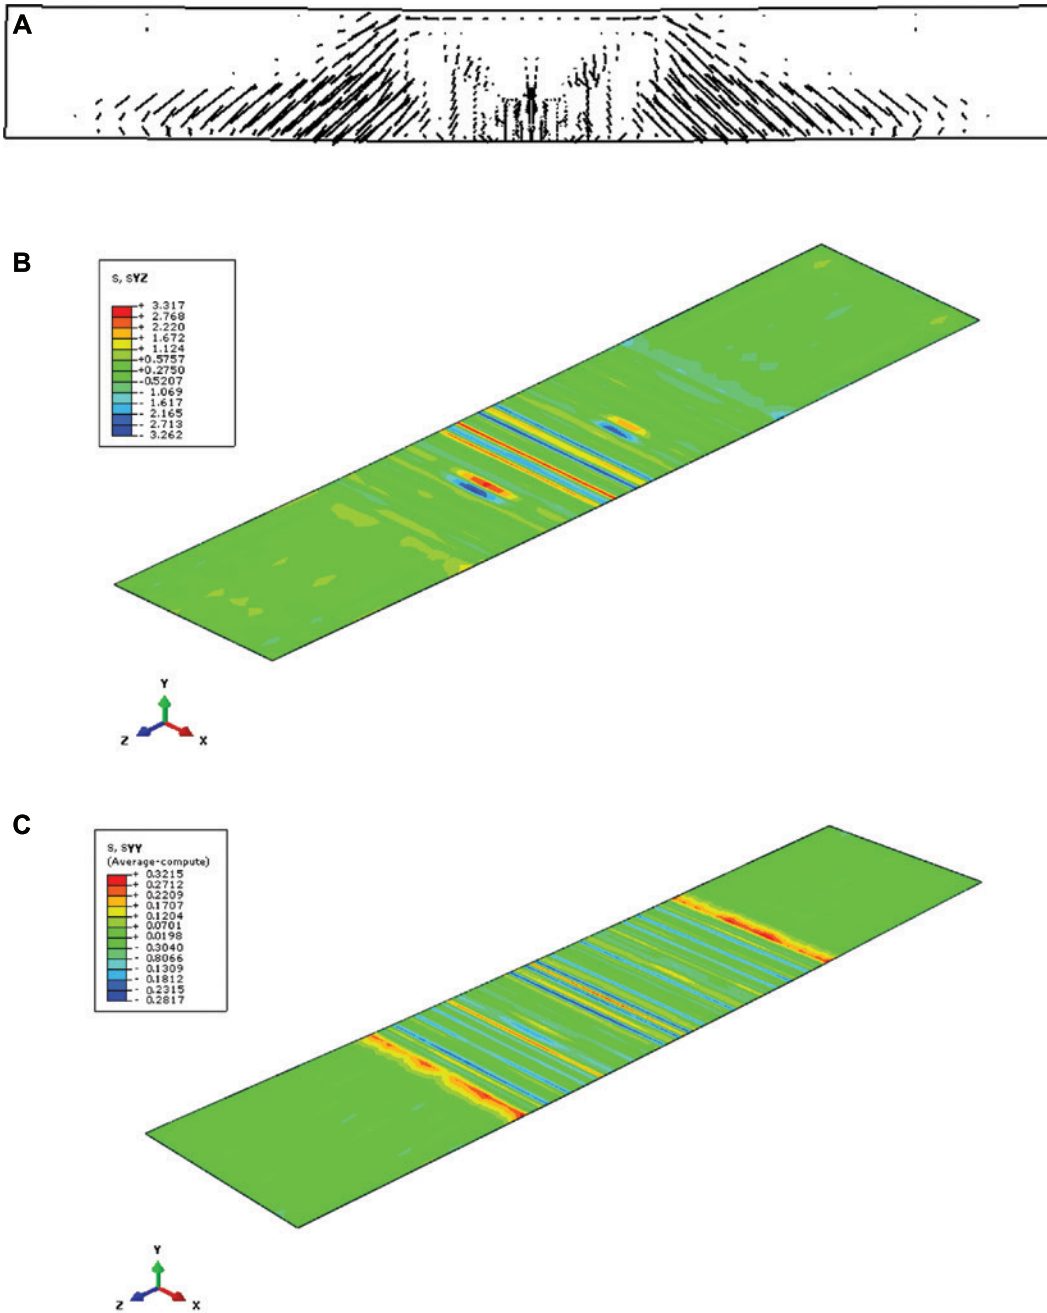 A
B
S, SYZ
+ 3.317
+ 2.768
+ 2.220
+ 1.672
+ 1.124
+0.5757
+0.2750
-0.5207
- 1.069
- 1.617
- 2.165
- 2.713
- 3.262
Y
Z
X
C
S, SYY
(Average-compute)
+ 0.3215
+ 0.2712
+ 0.2209
+ 0.1707
+ 0.1204
+ 0.0701
+ 0.0198
- 0.3040
- 0.8066
- 0.1309
- 0.1812
- 0.2315
- 0.2817
Y
Z
X